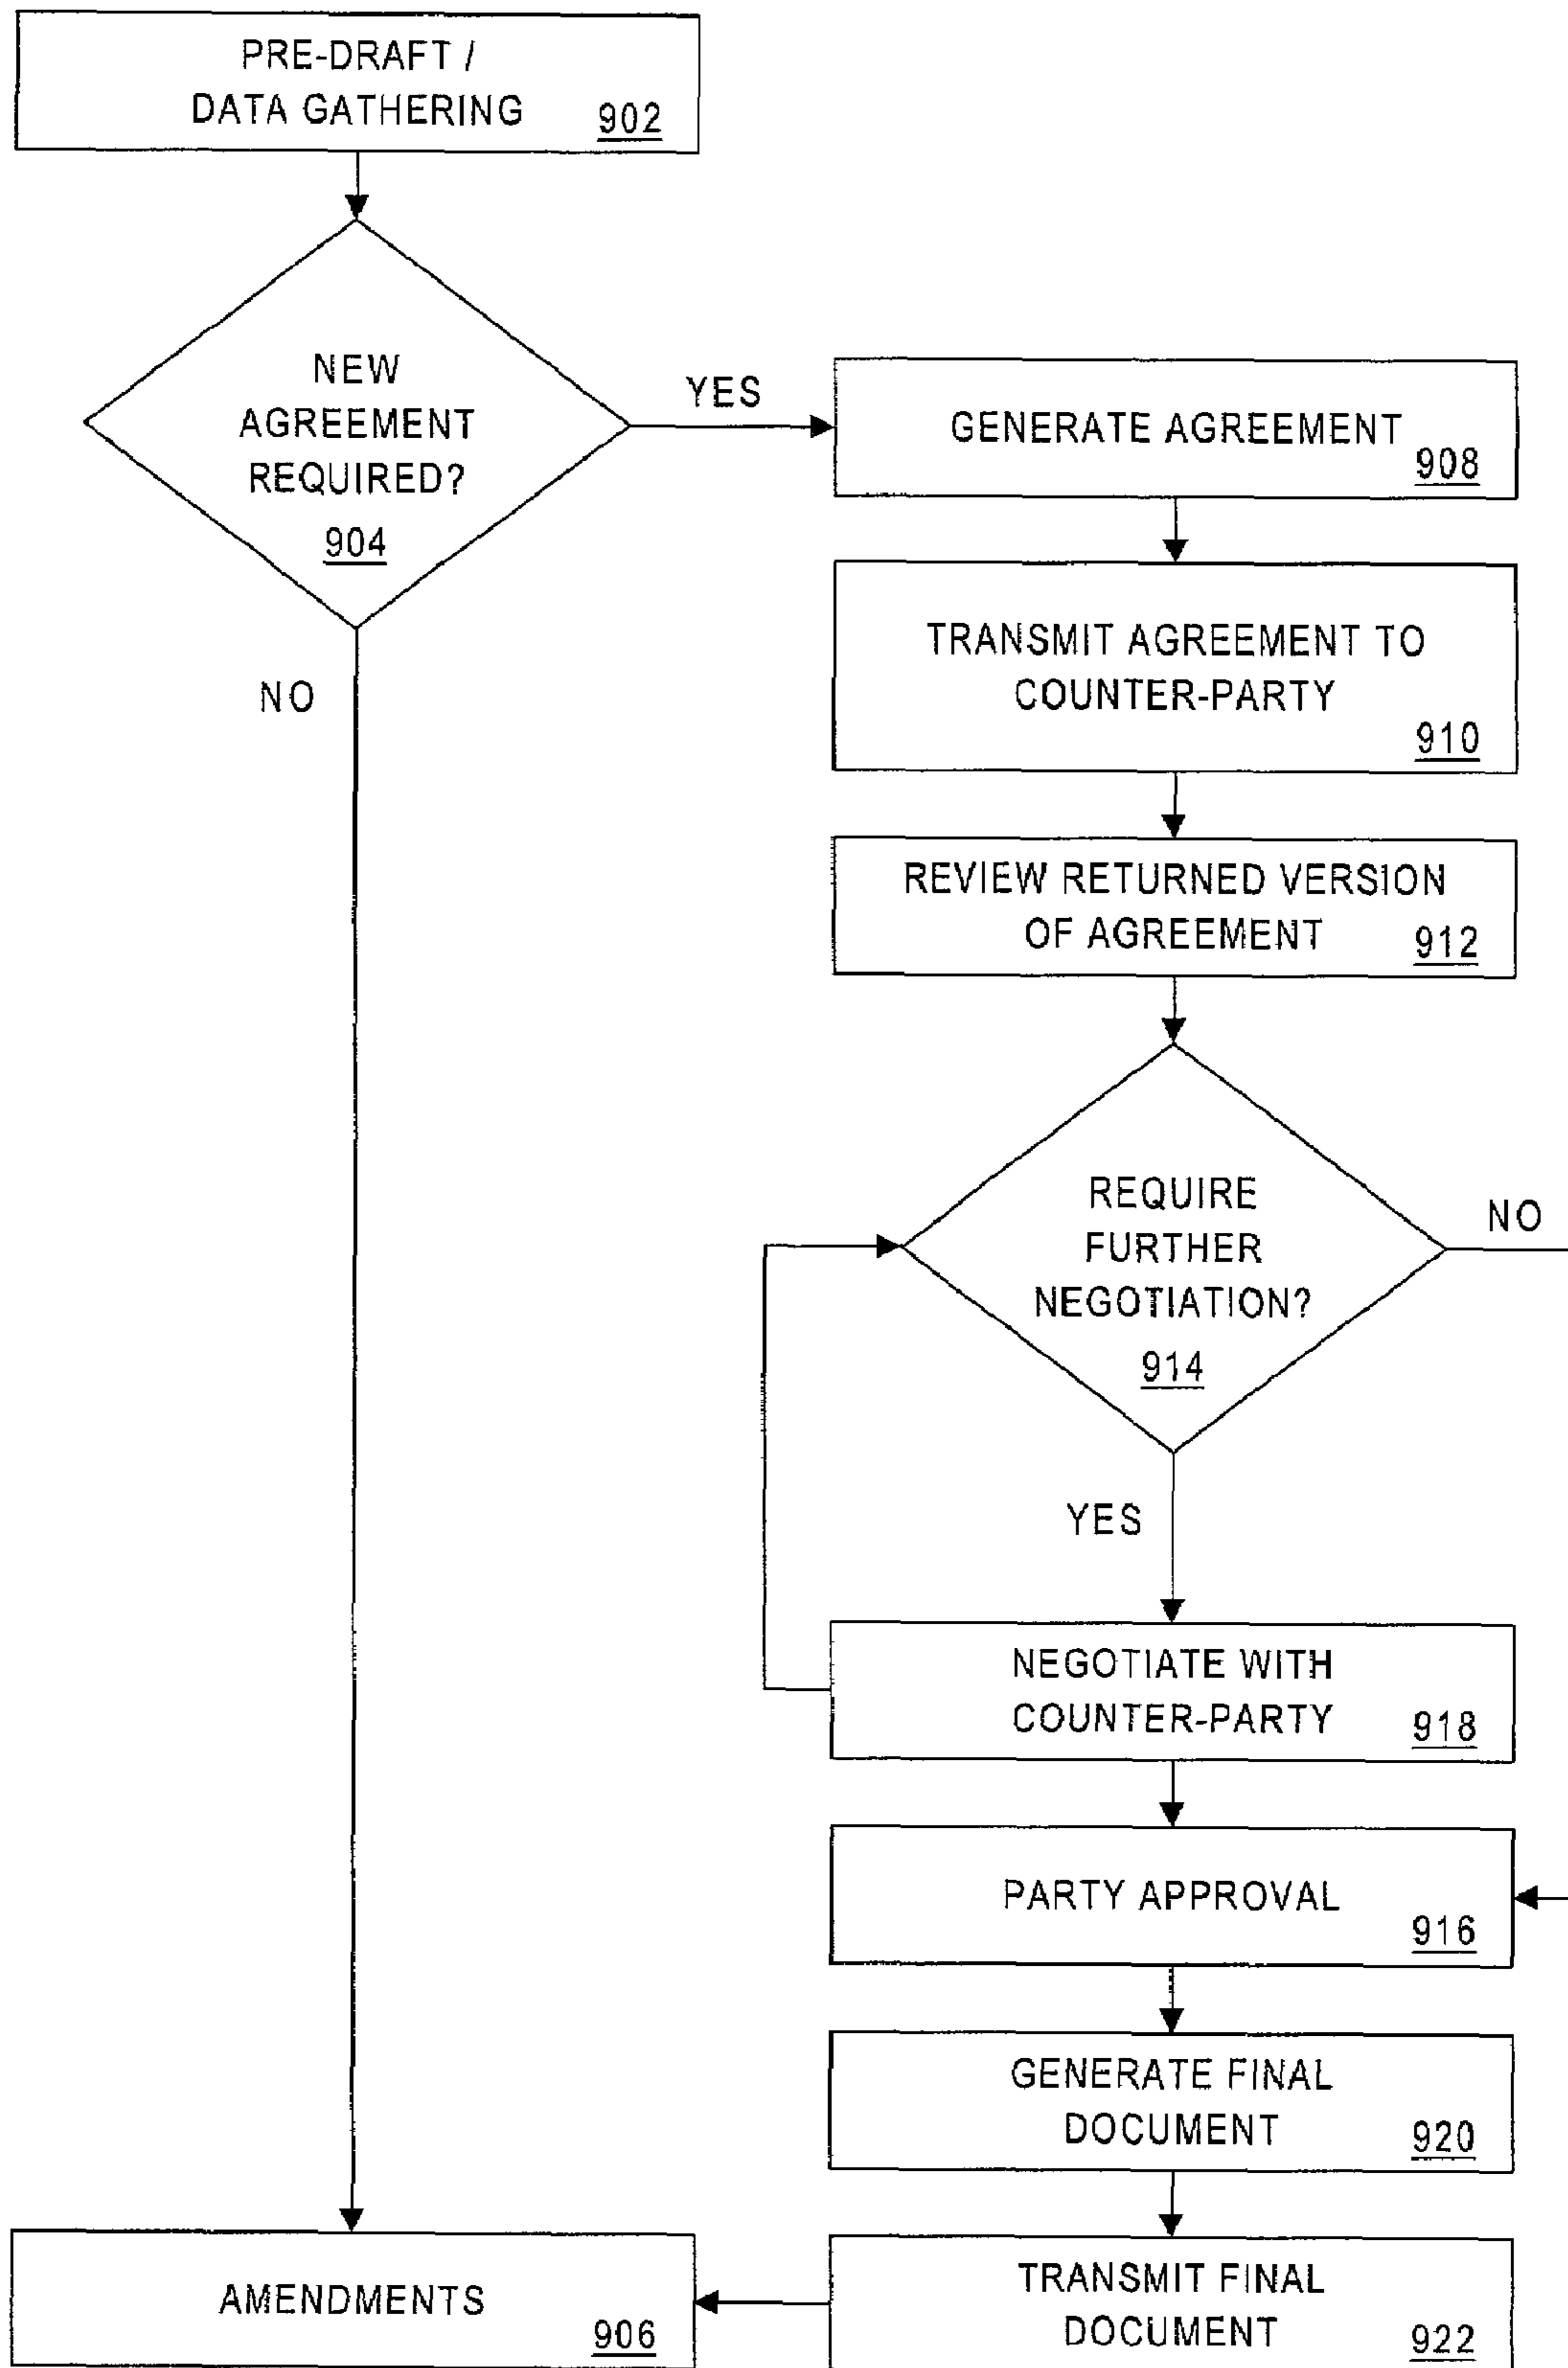 PRE-DRAFT /
DATA GATHERING 902
NEW
AGREEMENT
REQUIRED?
904
YES
NO
GENERATE AGREEMENT
908
TRANSMIT AGREEMENT TO
COUNTER-PARTY
910
REVIEW RETURNED VERSION
OF AGREEMENT 912
REQUIRE
FURTHER
NEGOTIATION?
914
NO
YES
NEGOTIATE WITH
COUNTER-PARTY 918
PARTY APPROVAL
916
GENERATE FINAL
DOCUMENT 920
TRANSMIT FINAL
DOCUMENT 922
AMENDMENTS
906